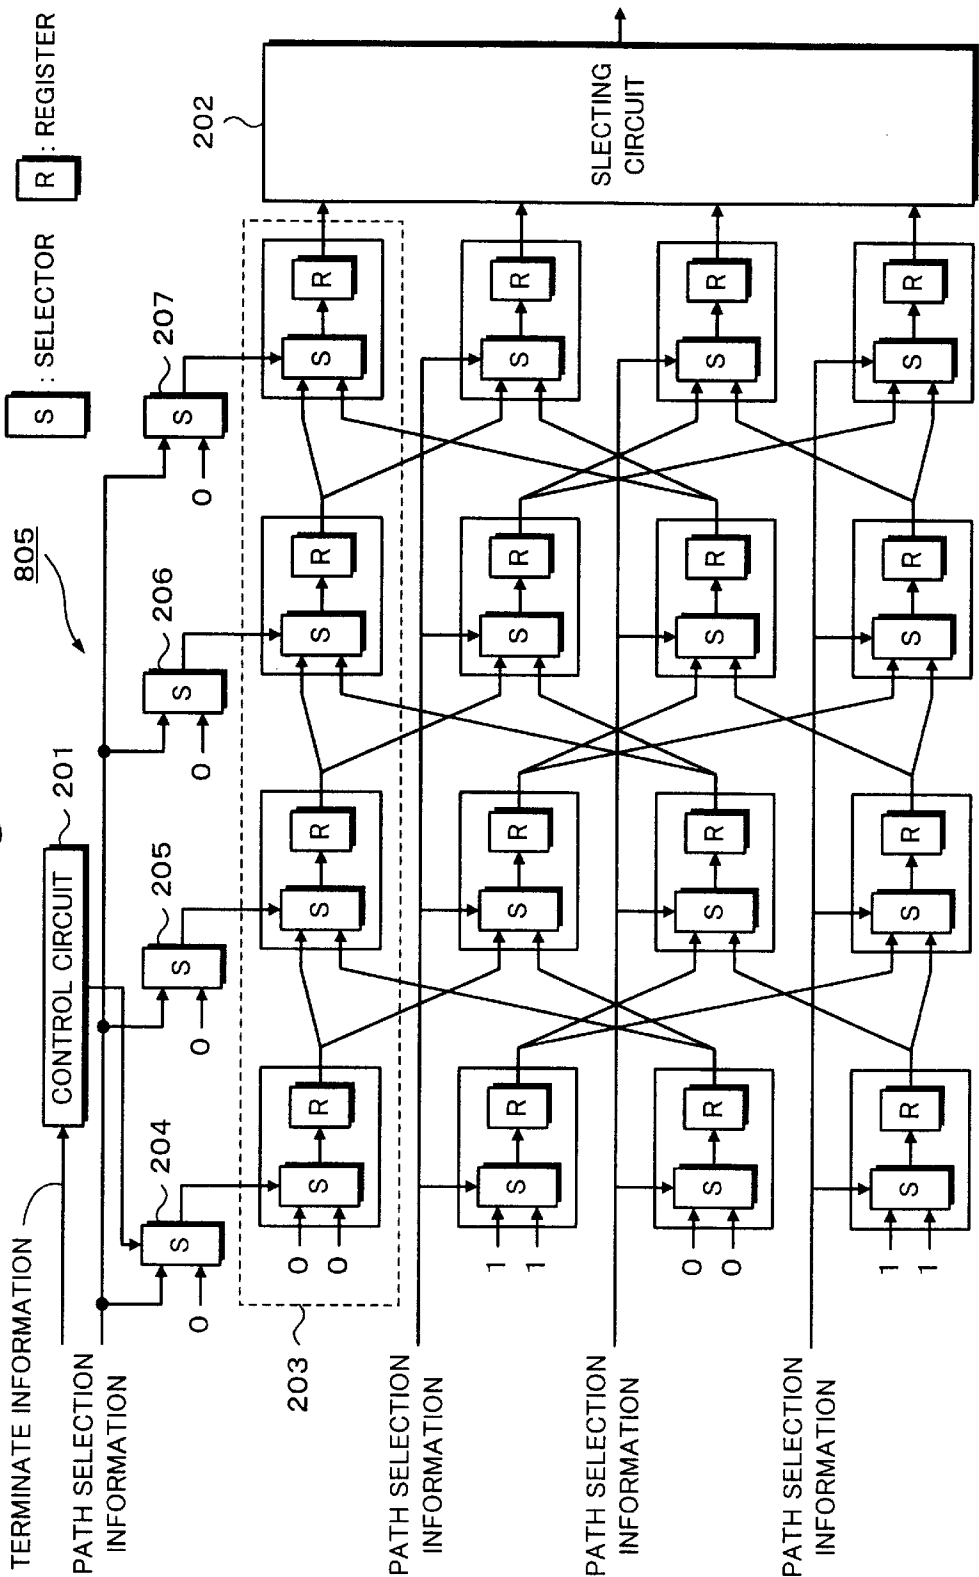 805
S : SELECTOR
R : REGISTER
TERMINATE INFORMATION
CONTROL CIRCUIT
201
PATH SELECTION
INFORMATION
0
S
204
0
S
205
0
S
206
0
S
207
202
203
0
0
S
R
S
R
S
R
S
R
PATH SELECTION
INFORMATION
1
1
S
R
S
R
S
R
S
R
PATH SELECTION
INFORMATION
0
0
S
R
S
R
S
R
S
R
PATH SELECTION
INFORMATION
1
1
S
R
S
R
S
R
S
R
SLECTING
CIRCUIT